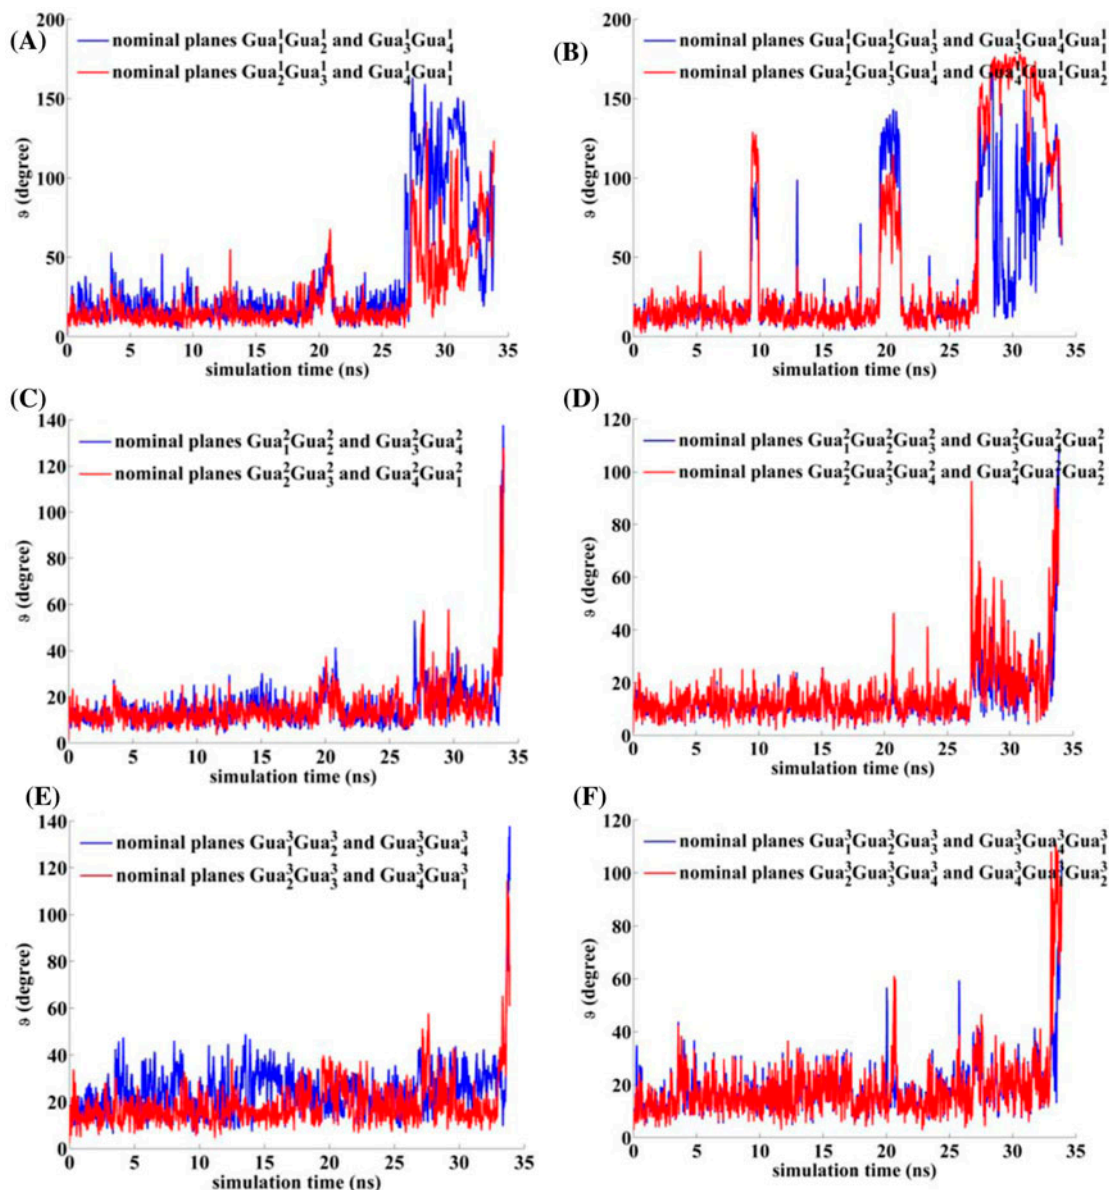 (A)
200
150
100
50
0
nominal planes Gua₁¹Gua₂¹ and Gua₃¹Gua₄¹
nominal planes Gua₂¹Gua₃¹ and Gua₄¹Gua₁¹
ϑ (degree)
0 5 10 15 20 25 30 35
simulation time (ns)
(B)
200
150
100
50
0
nominal planes Gua₁¹Gua₂¹Gua₃¹ and Gua₃¹Gua₄¹Gua₁¹
nominal planes Gua₂¹Gua₃¹Gua₄¹ and Gua₄¹Gua₁¹Gua₂¹
ϑ (degree)
0 5 10 15 20 25 30 35
simulation time (ns)
(C)
140
120
100
80
60
40
20
0
nominal planes Gua₁²Gua₂² and Gua₃²Gua₄²
nominal planes Gua₂²Gua₃² and Gua₄²Gua₁²
ϑ (degree)
0 5 10 15 20 25 30 35
simulation time (ns)
(D)
120
100
80
60
40
20
0
nominal planes Gua₁²Gua₂²Gua₃² and Gua₃²Gua₄²Gua₁²
nominal planes Gua₂²Gua₃²Gua₄² and Gua₄²Gua₁²Gua₂²
ϑ (degree)
0 5 10 15 20 25 30 35
simulation time (ns)
(E)
140
120
100
80
60
40
20
0
nominal planes Gua₁³Gua₂³ and Gua₃³Gua₄³
nominal planes Gua₂³Gua₃³ and Gua₄³Gua₁³
ϑ (degree)
0 5 10 15 20 25 30 35
simulation time (ns)
(F)
120
100
80
60
40
20
0
nominal planes Gua₁³Gua₂³Gua₃³ and Gua₃³Gua₄³Gua₁³
nominal planes Gua₂³Gua₃³Gua₄³ and Gua₄³Gua₁³Gua₂³
ϑ (degree)
0 5 10 15 20 25 30 35
simulation time (ns)